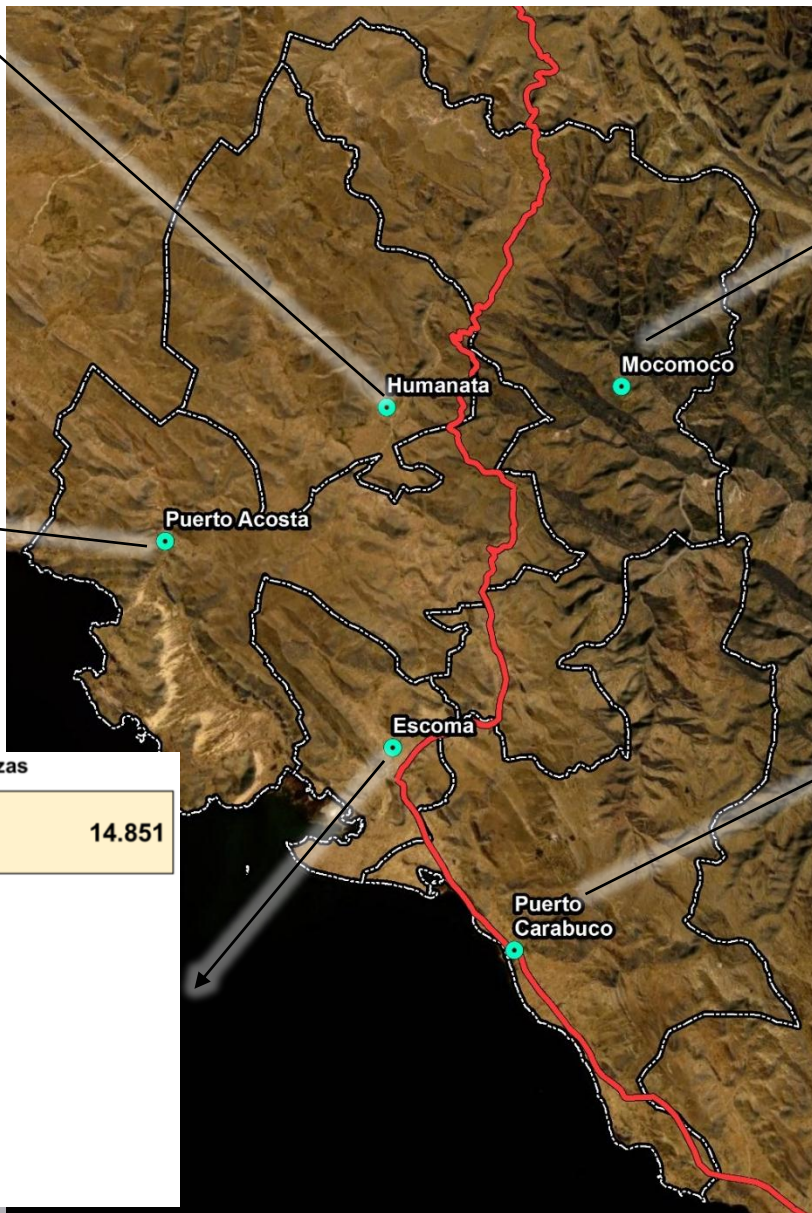 Mocomoco
Humanata
Puerto Acosta
Escoma
zas
14.851
Puerto
Carabuco